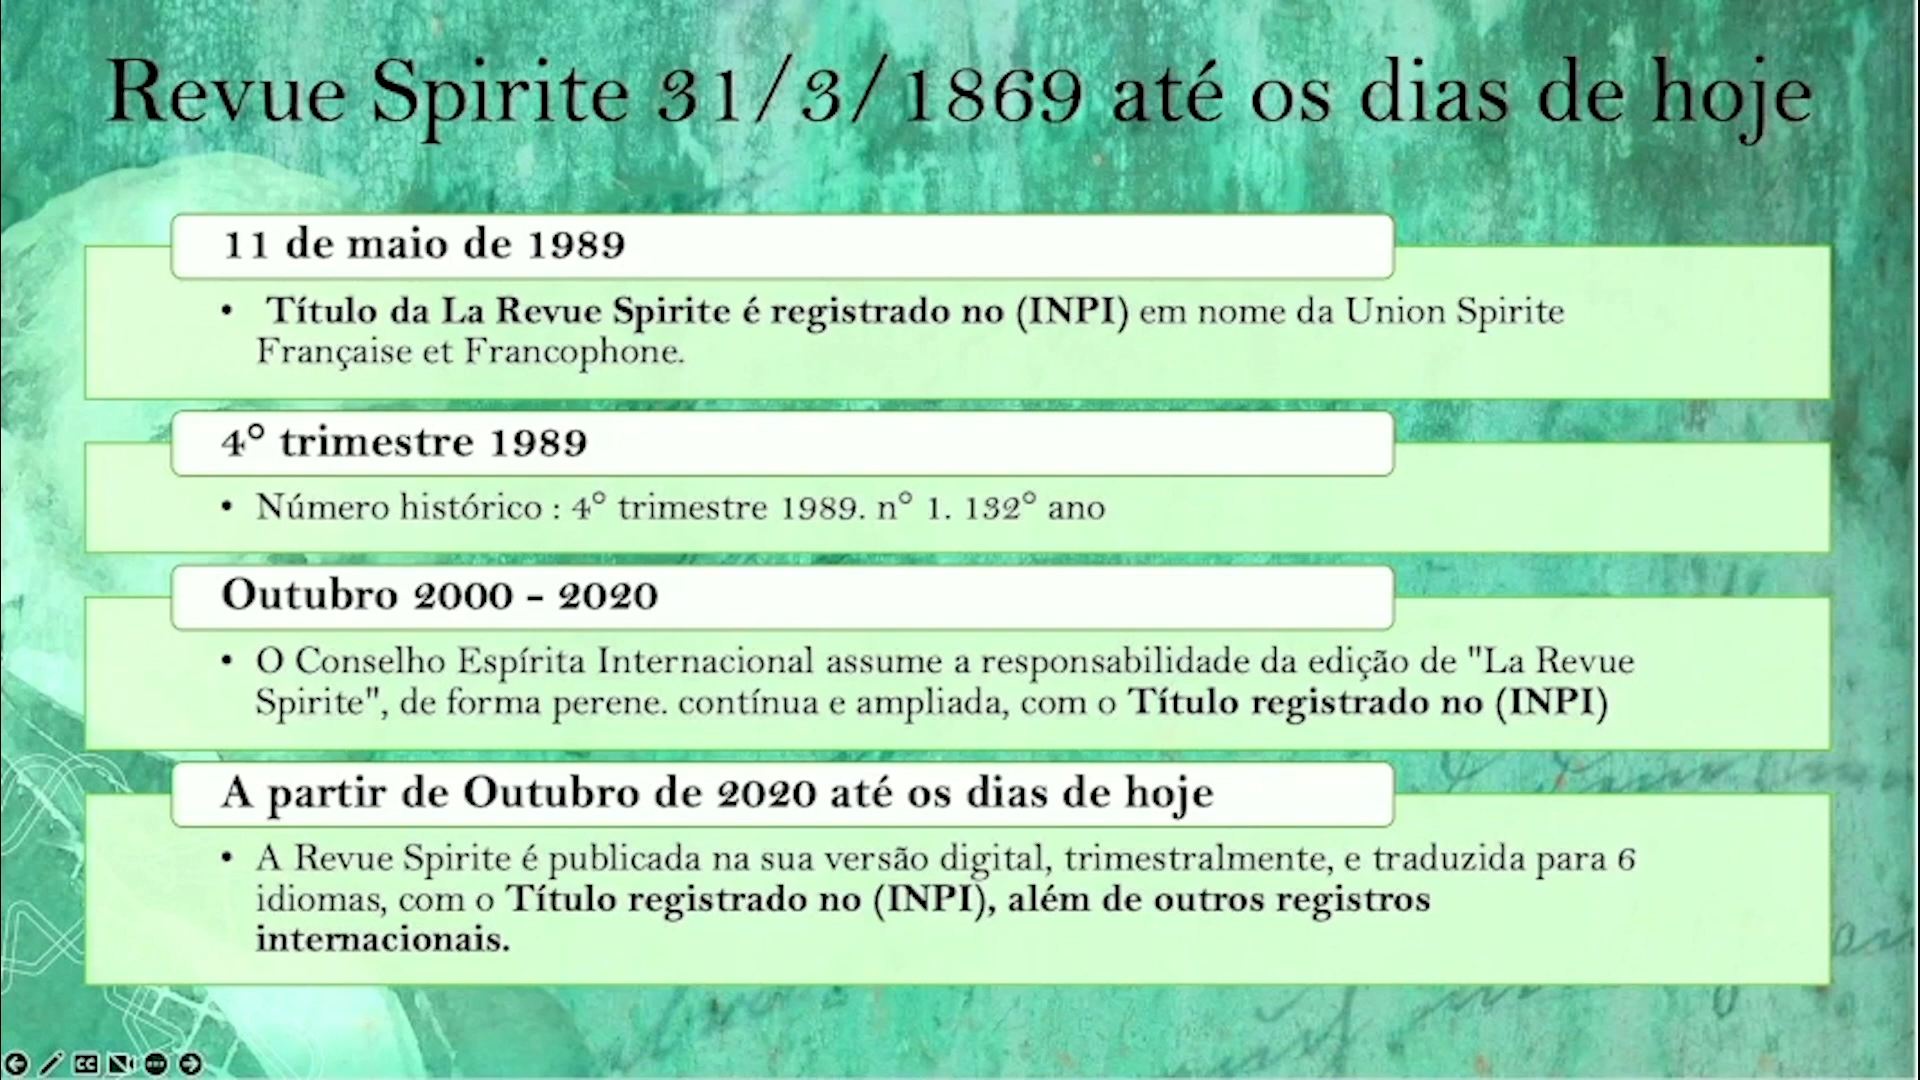 Revue Spirite 31/3/1869 até os dias de hoje
11 de maio de 1989
• Título da La Revue Spirite é registrado no (INPI) em nome da Union Spirite
Française et Francophone.
4° trimestre 1989
• Número histórico : 4° trimestre 1989. n° 1. 132° ano
Outubro 2000 - 2020
• O Conselho Espírita Internacional assume a responsabilidade da edição de "La Revue
Spirite", de forma perene. contínua e ampliada, com o Título registrado no (INPI)
A partir de Outubro de 2020 até os dias de hoje
• A Revue Spirite é publicada na sua versão digital, trimestralmente, e traduzida para 6
idiomas, com o Título registrado no (INPI), além de outros registros
internacionais.
CC